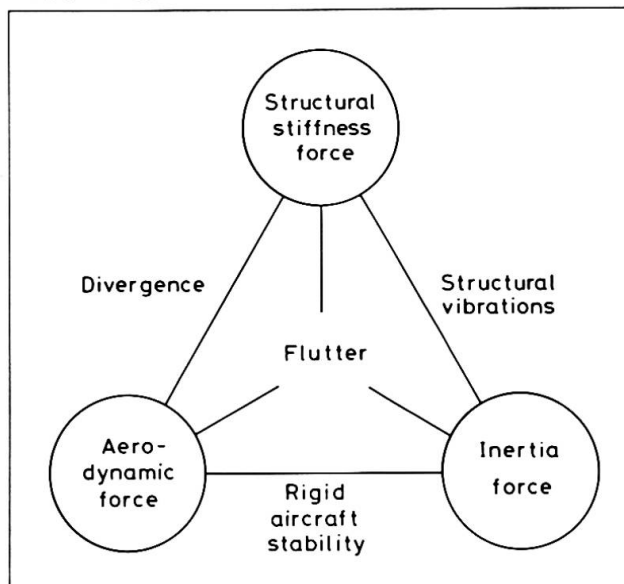 Structural
stiffness
force
Divergence
Structural
vibrations
Flutter
Aero-
dynamic
force
Rigid
aircraft
stability
Inertia
force